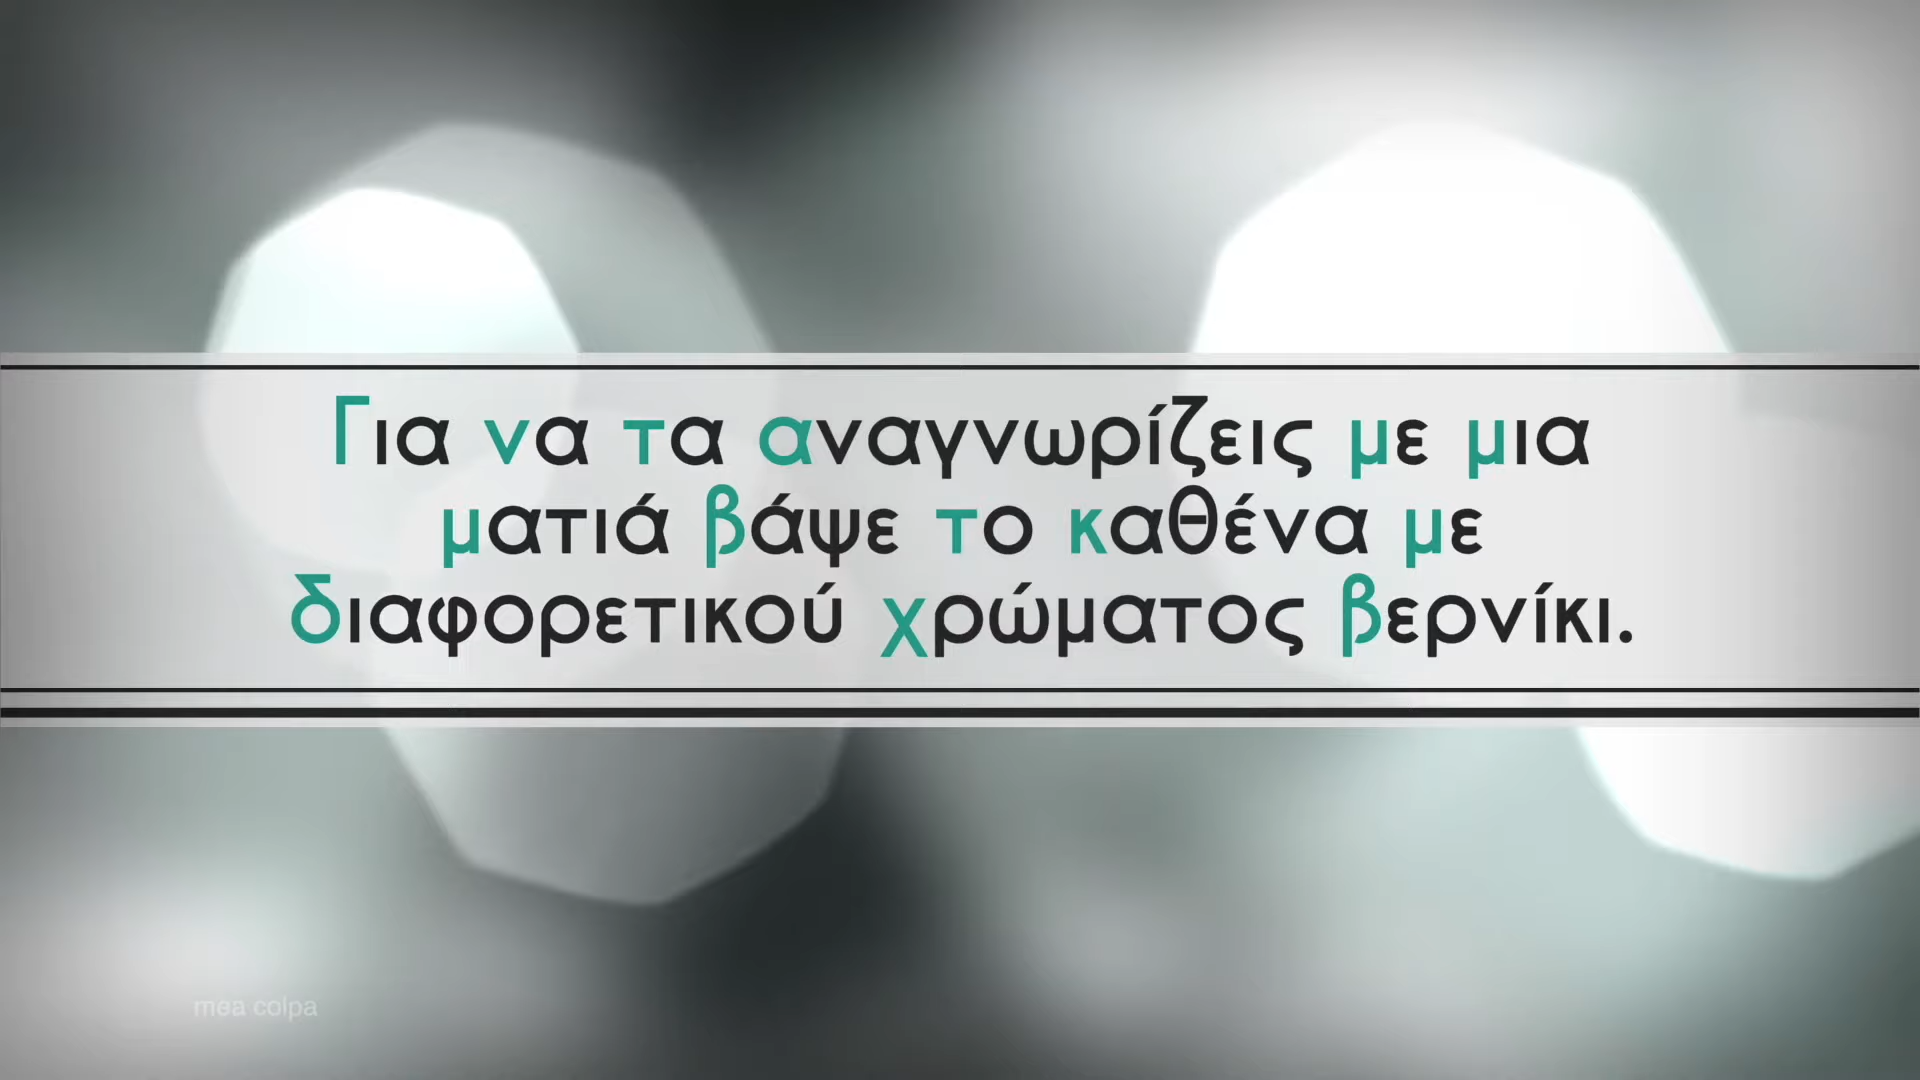 Για να τα αναγνωρίζεις με μια
ματιά βάψε το καθένα με
διαφορετικού χρώματος βερνίκι.
mea colpa